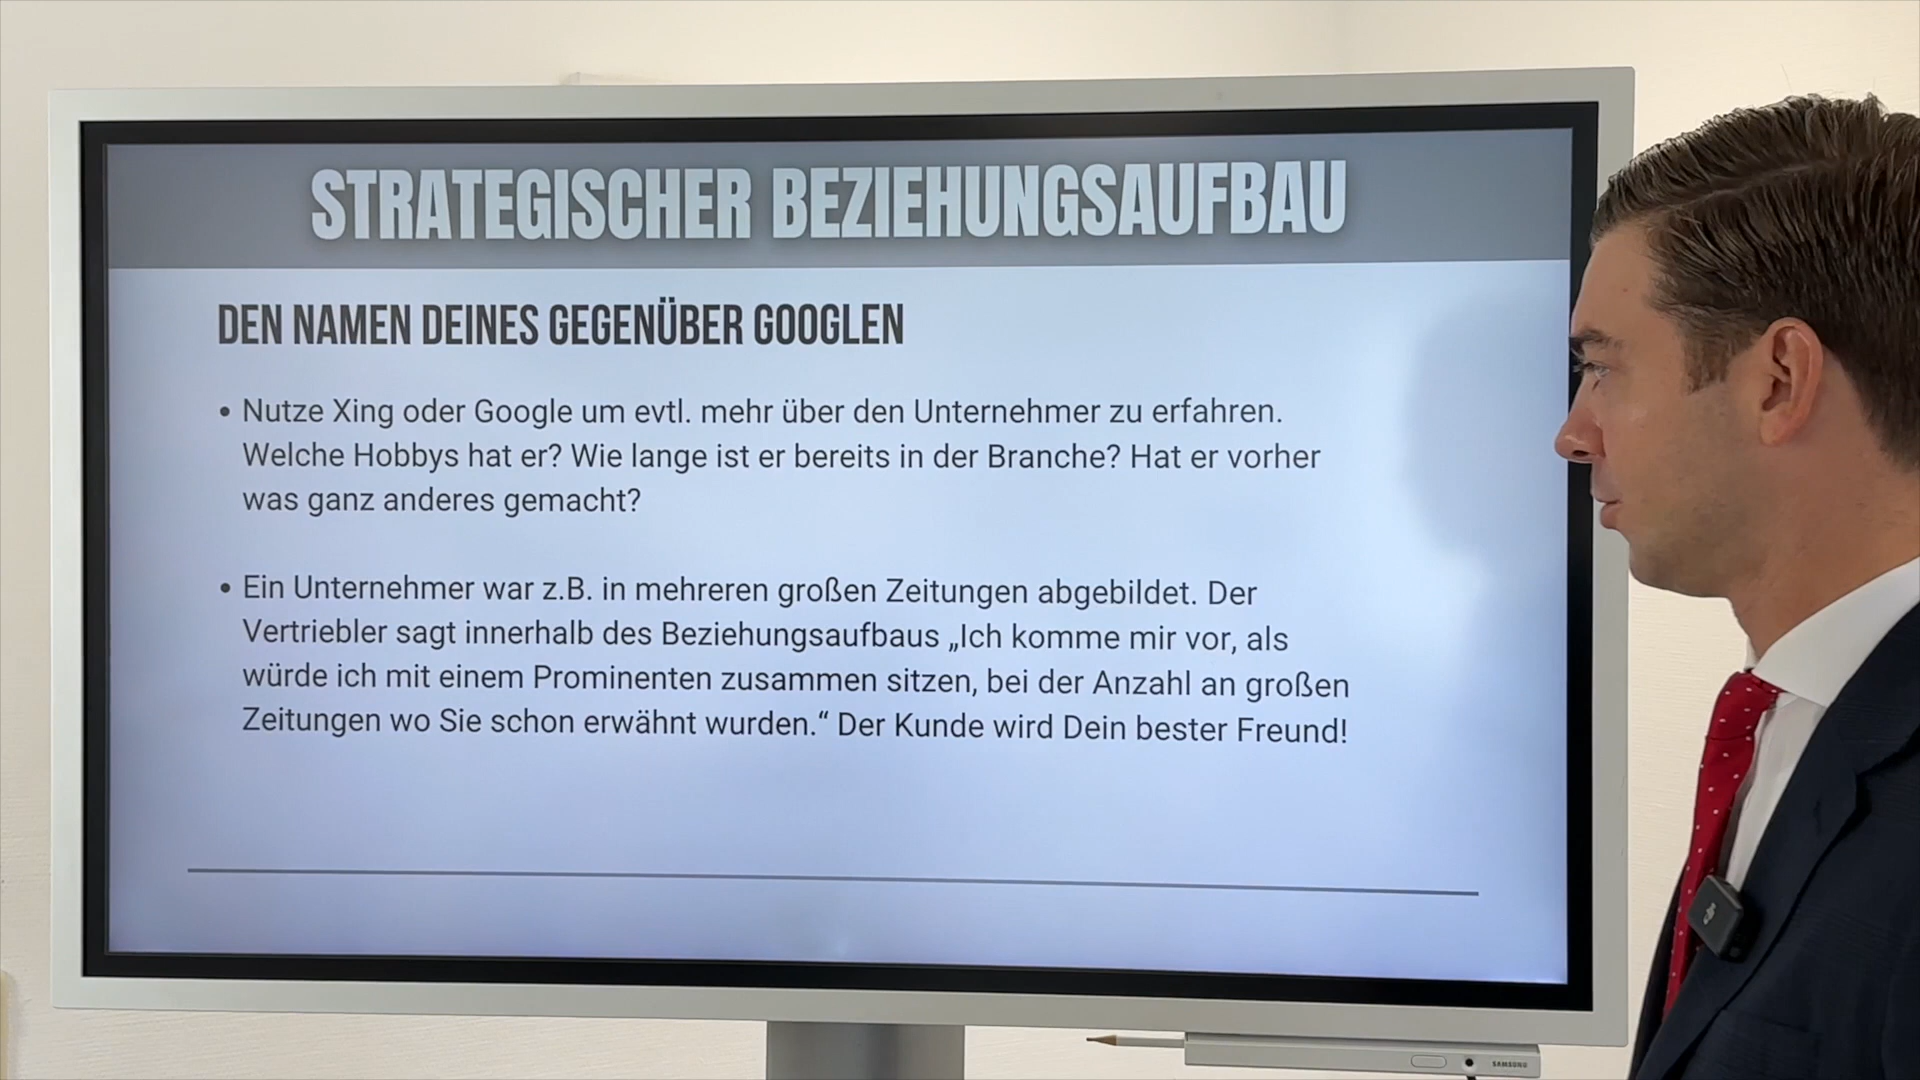 STRATEGISCHER BEZIEHUNGSAUFBAU
DEN NAMEN DEINES GEGENÜBER GOOGLEN
• Nutze Xing oder Google um evtl. mehr über den Unternehmer zu erfahren.
Welche Hobbys hat er? Wie lange ist er bereits in der Branche? Hat er vorher
was ganz anderes gemacht?
• Ein Unternehmer war z.B. in mehreren großen Zeitungen abgebildet. Der
Vertriebler sagt innerhalb des Beziehungsaufbaus „Ich komme mir vor, als
würde ich mit einem Prominenten zusammen sitzen, bei der Anzahl an großen
Zeitungen wo Sie schon erwähnt wurden.“ Der Kunde wird Dein bester Freund!
SAMSUNG